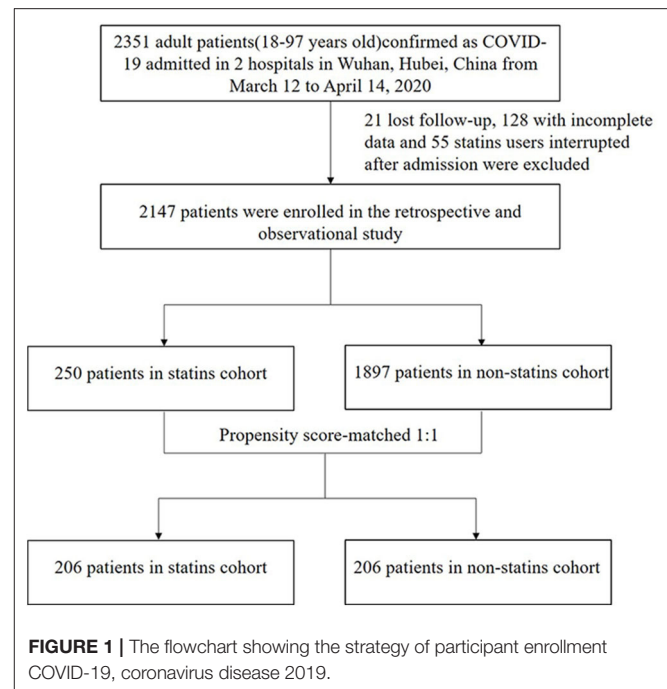 2351 adult patients(18-97 years old)confirmed as COVID-
19 admitted in 2 hospitals in Wuhan, Hubei, China from
March 12 to April 14, 2020
21 lost follow-up, 128 with incomplete
data and 55 statins users interrupted
after admission were excluded
2147 patients were enrolled in the retrospective and
observational study
250 patients in statins cohort
1897 patients in non-statins cohort
Propensity score-matched 1:1
206 patients in statins cohort
206 patients in non-statins cohort
FIGURE 1 | The flowchart showing the strategy of participant enrollment
COVID-19, coronavirus disease 2019.